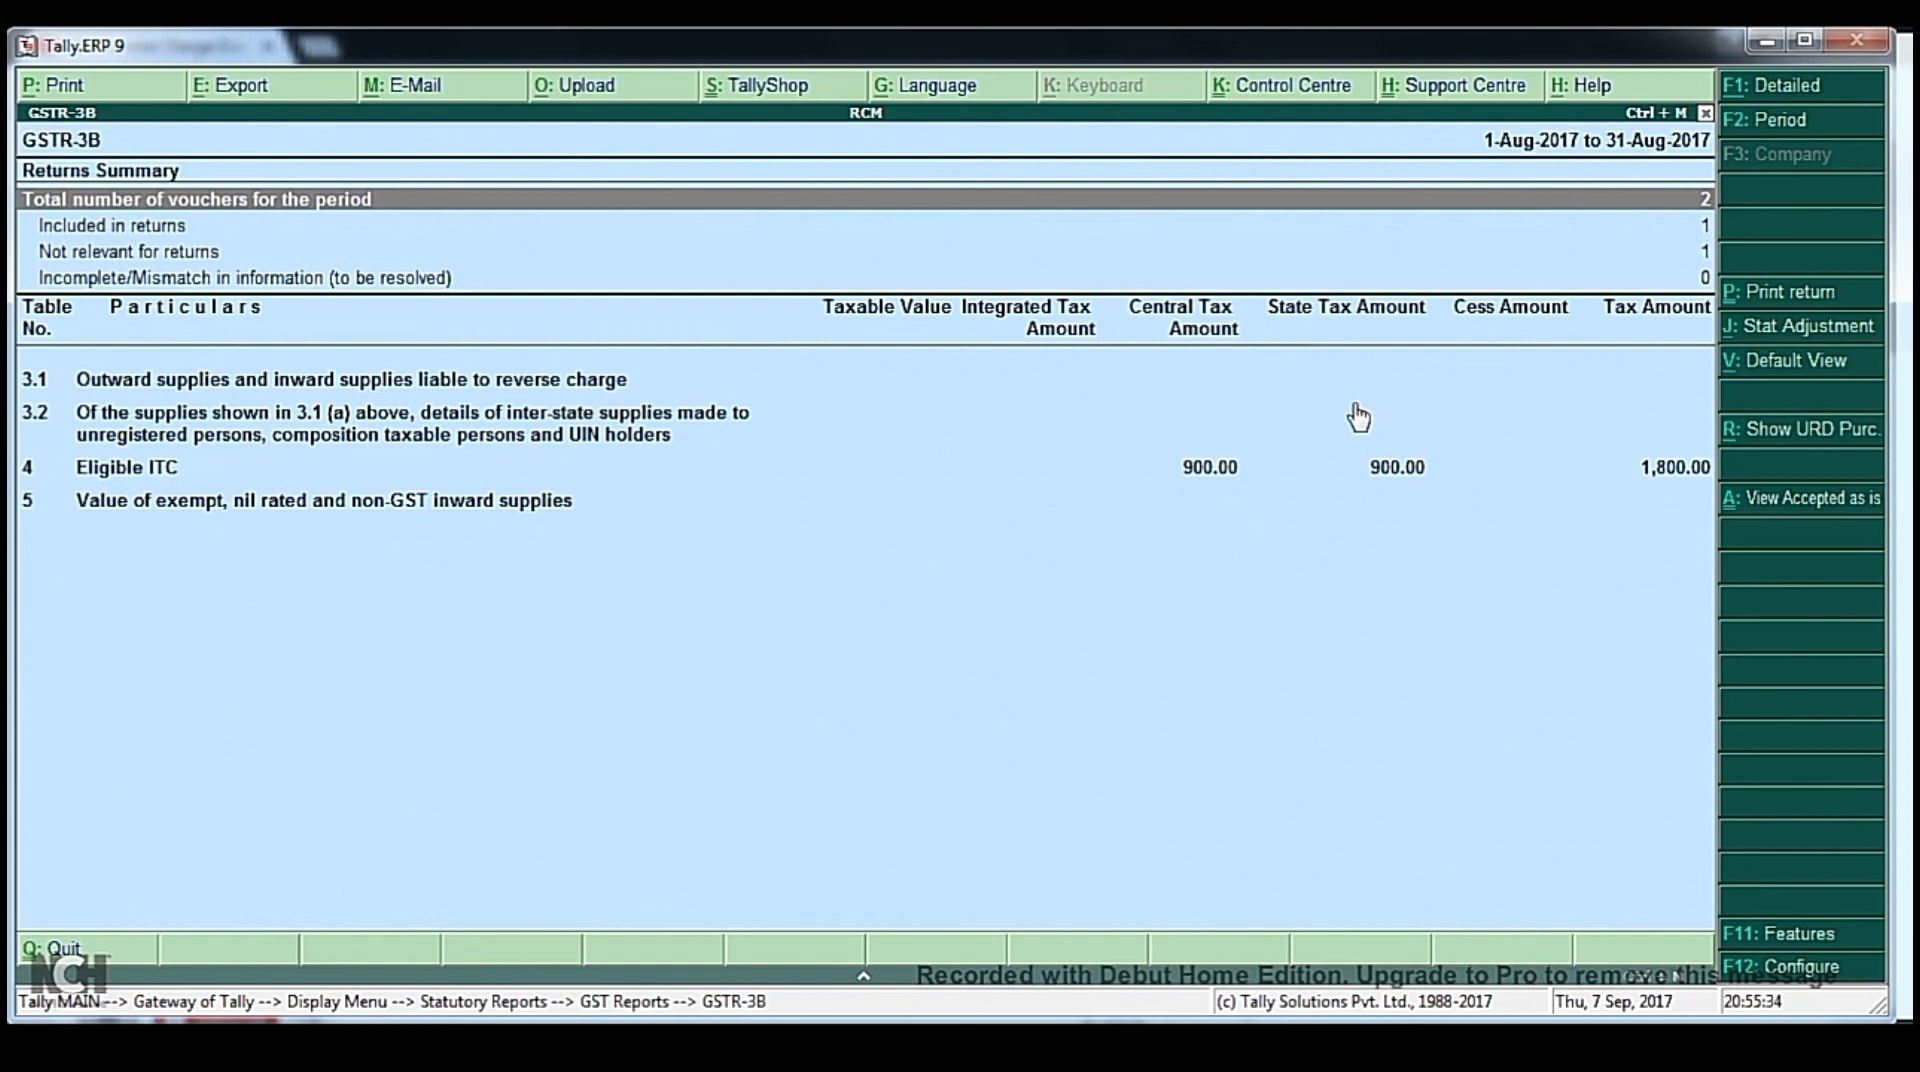 Tally.ERP 9
P: Print E: Export M: E-Mail O: Upload S: TallyShop G: Language K: Keyboard K: Control Centre H: Support Centre H: Help F1: Detailed
GSTR-3B RCM Ctrl + M x
F2: Period
GSTR-3B 1-Aug-2017 to 31-Aug-2017
F3: Company
Returns Summary
Total number of vouchers for the period 2
Included in returns 1
Not relevant for returns 1
Incomplete/Mismatch in information (to be resolved) 0
P: Print return
Table Particulars Taxable Value Integrated Tax Central Tax State Tax Amount Cess Amount Tax Amount
No. Amount Amount
J: Stat Adjustment
V: Default View
3.1 Outward supplies and inward supplies liable to reverse charge
3.2 Of the supplies shown in 3.1 (a) above, details of inter-state supplies made to
unregistered persons, composition taxable persons and UIN holders
R: Show URD Purc.
4 Eligible ITC 900.00 900.00 1,800.00
5 Value of exempt, nil rated and non-GST inward supplies
A: View Accepted as is
F11: Features
Q: Quit
F12: Configure
NCH
Recorded with Debut Home Edition. Upgrade to Pro to remove this message
Tally MAIN --> Gateway of Tally --> Display Menu --> Statutory Reports --> GST Reports --> GSTR-3B (c) Tally Solutions Pvt. Ltd., 1988-2017 Thu, 7 Sep, 2017 20:55:34